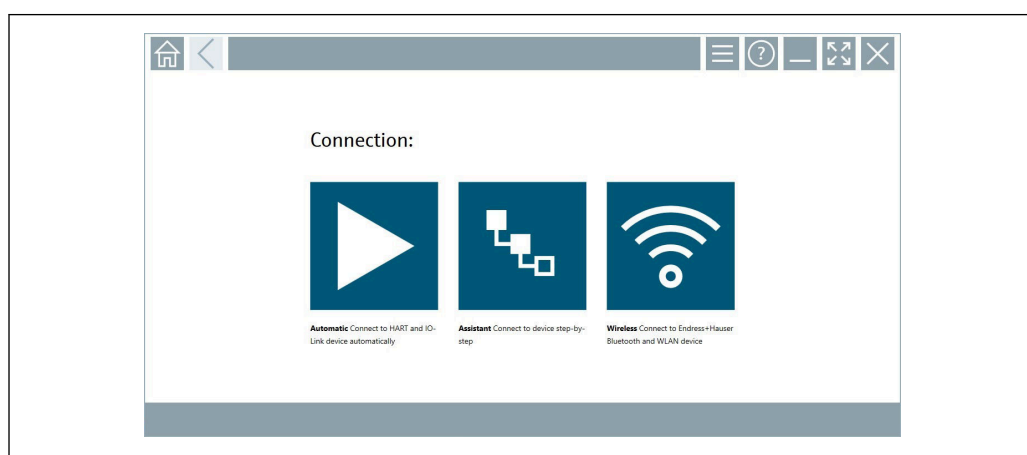 ?
Connection:
Automatic Connect to HART and IO-
Link device automatically
Assistant Connect to device step-by-
step
Wireless Connect to Endress+Hauser
Bluetooth and WLAN device